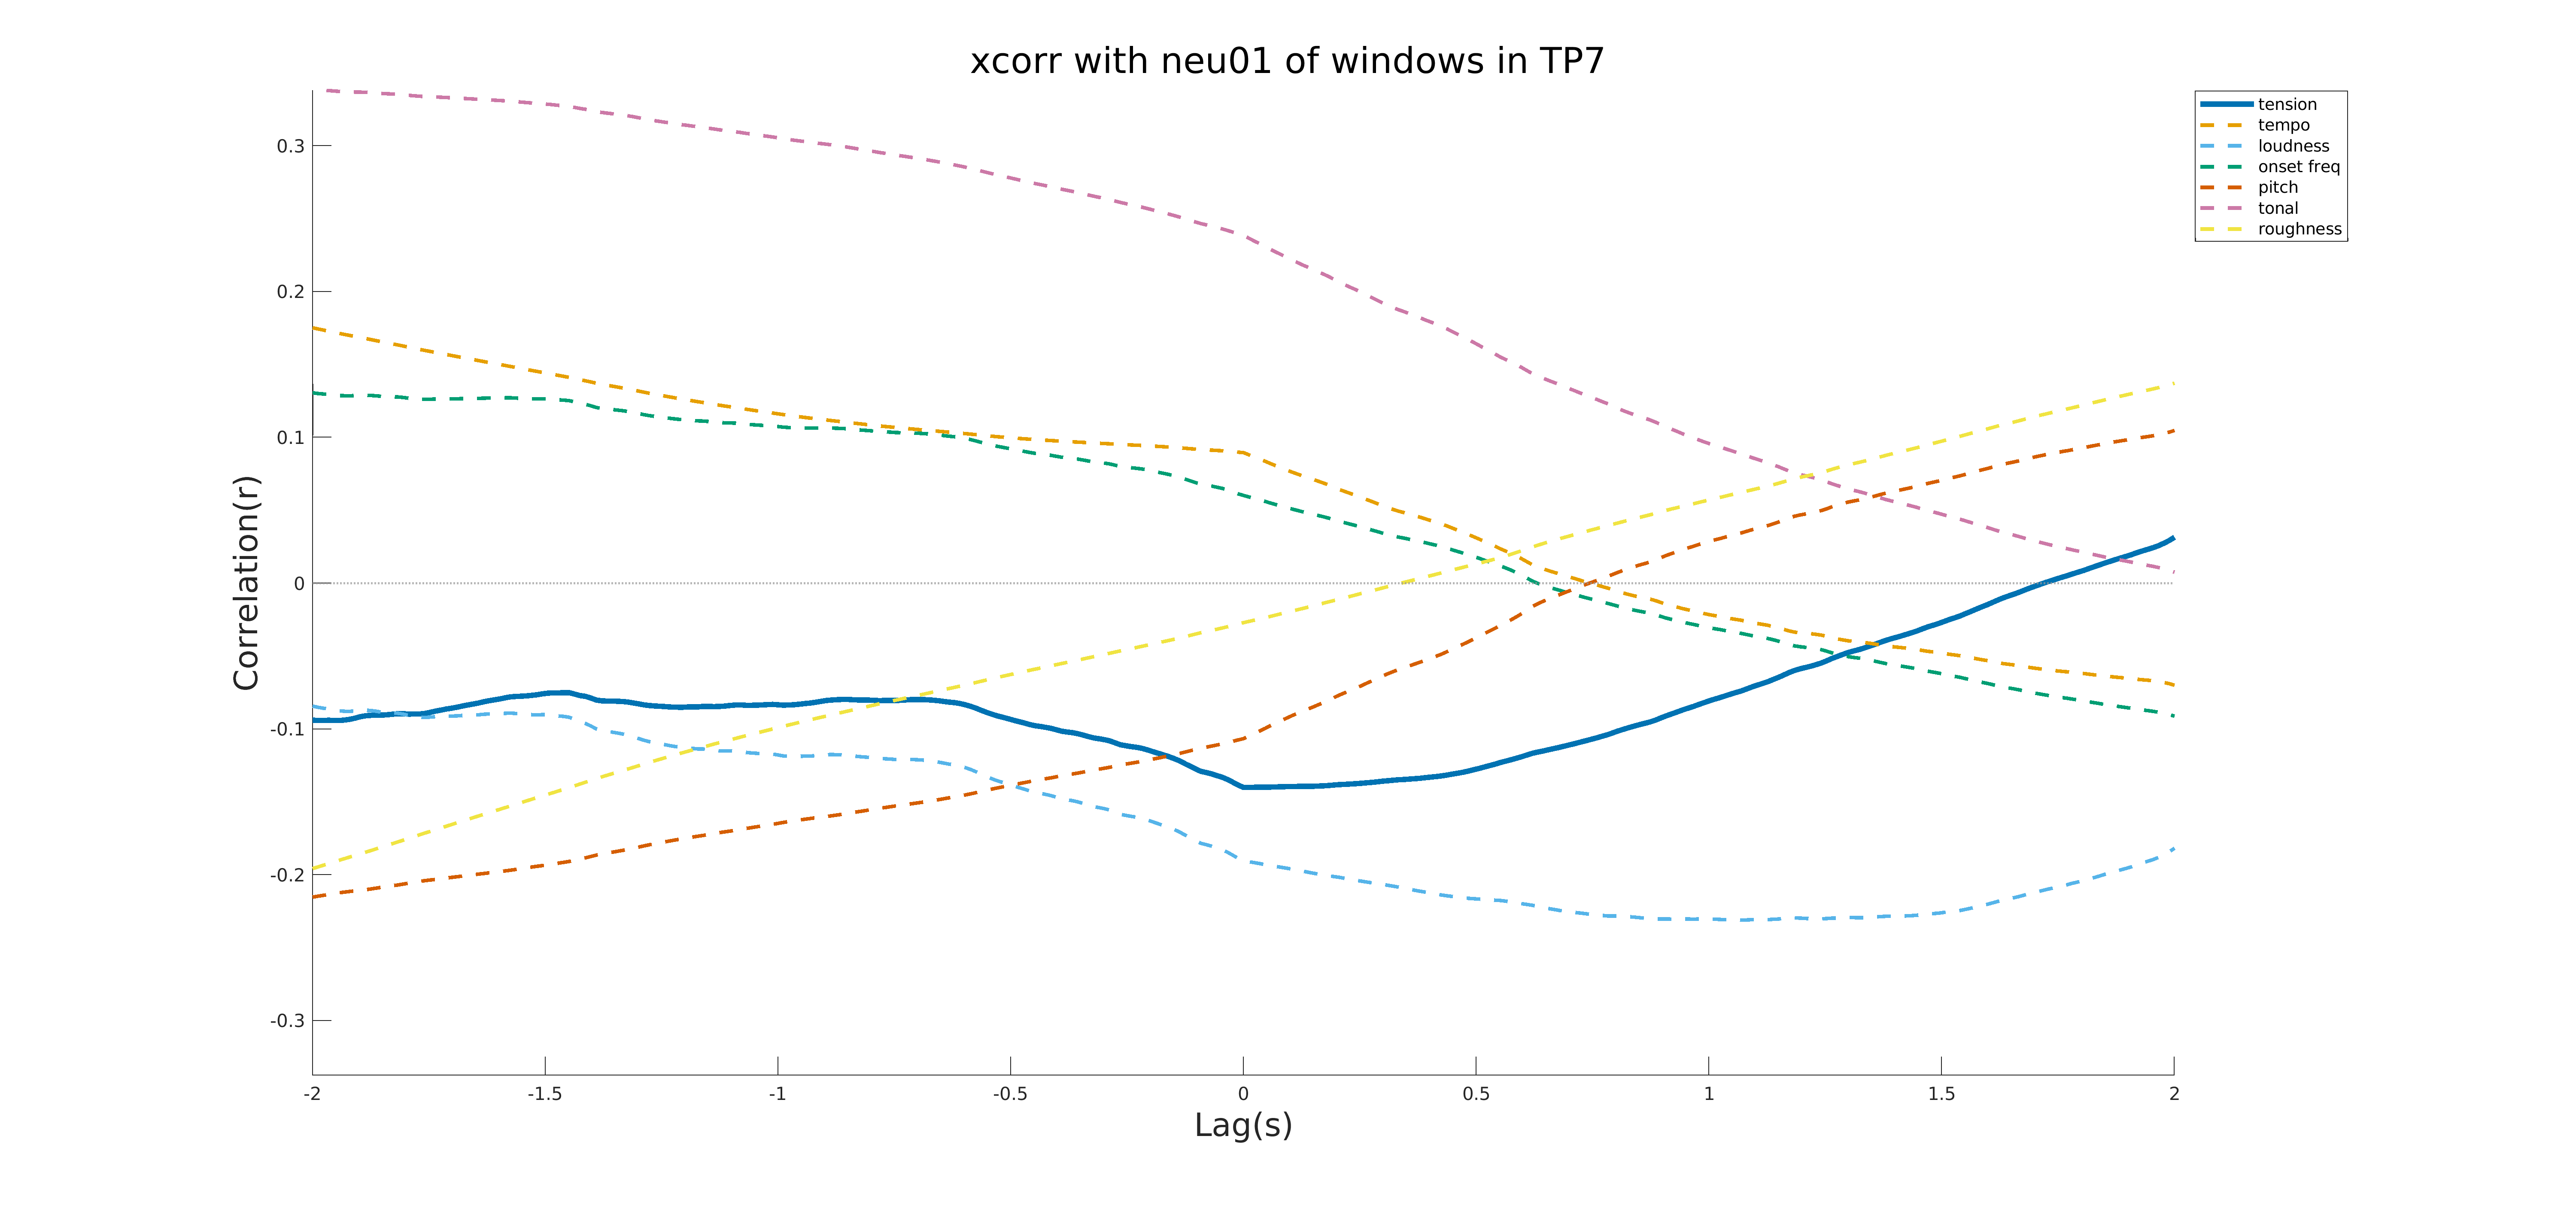 xcorr with neu01 of windows in TP7
tension
tempo
loudness
onset freq
pitch
tonal
roughness
Correlation(r)
0.3
0.2
0.1
0
-0.1
-0.2
-0.3
-2 -1.5 -1 -0.5 0 0.5 1 1.5 2
Lag(s)